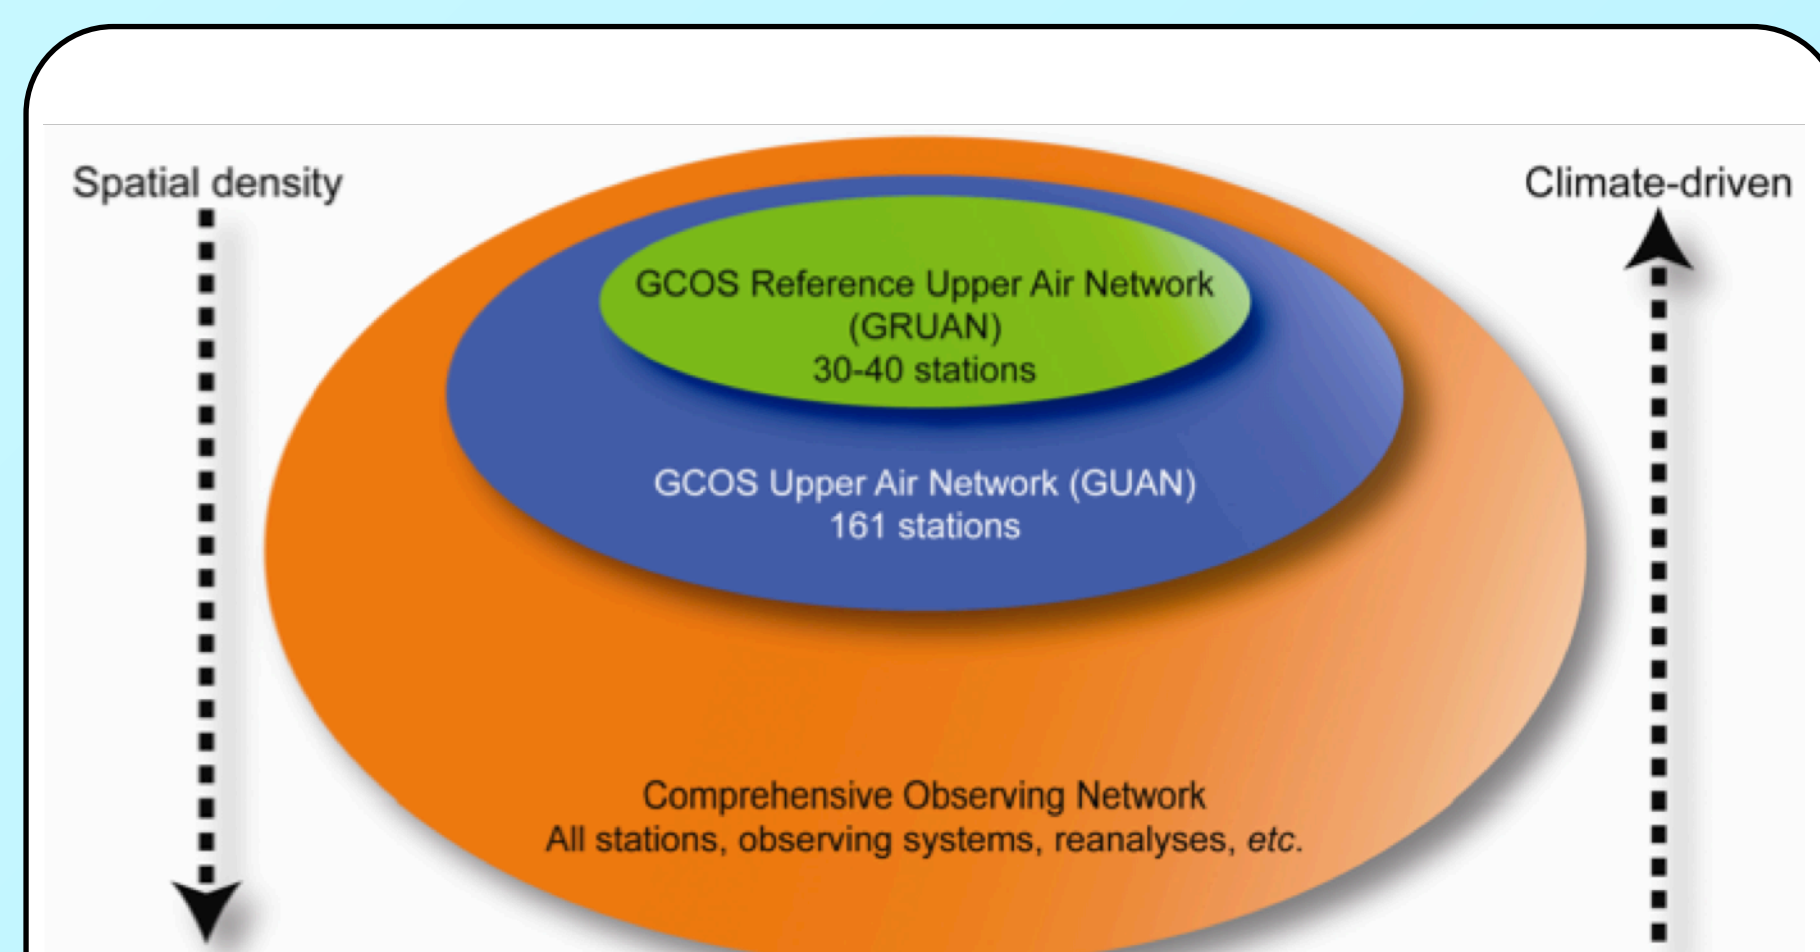 Spatial density
Climate-driven
GCOS Reference Upper Air Network
(GRUAN)
30-40 stations
GCOS Upper Air Network (GUAN)
161 stations
Comprehensive Observing Network
All stations, observing systems, reanalyses, etc.